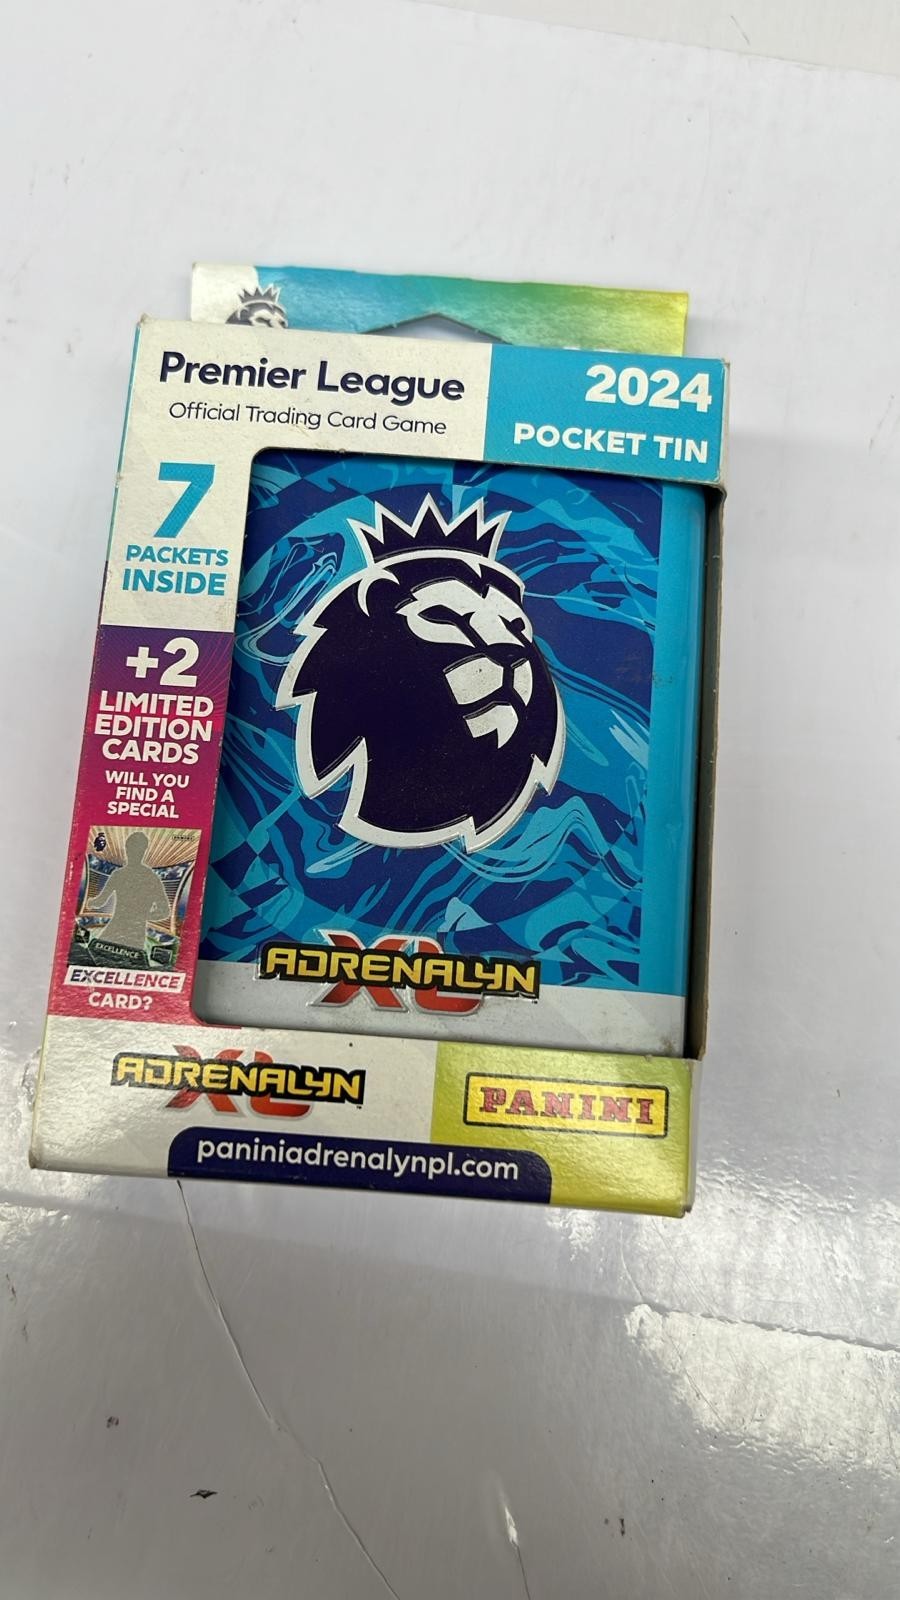 Premier League
Official Trading Card Game
2024
POCKET TIN
7
PACKETS
INSIDE
+2
LIMITED
EDITION
CARDS
WILL YOU
FIND A
SPECIAL
PANINI
EXCELLENCE
EXCELLENCE
CARD?
ADRENALYN
XL
ADRENALYN
XL
PANINI
paniniadrenalynpl.com